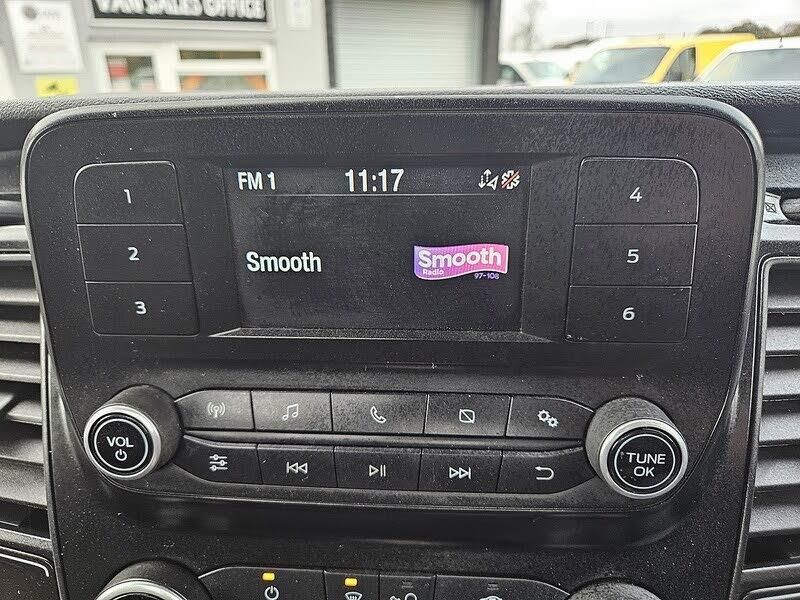 VAN SALES OFFICE
FM 1 11:17
1
2
3
Smooth
Smooth
Radio
97-108
4
5
6
VOL
TUNE
OK